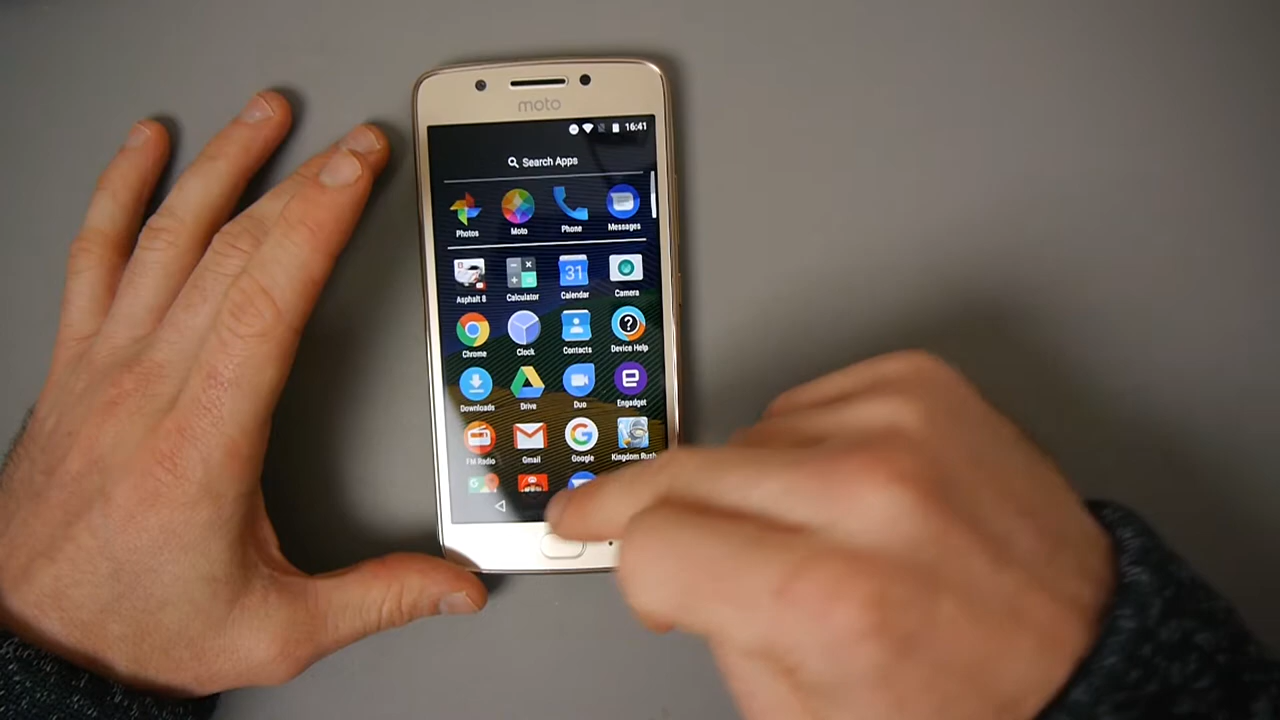 moto
16:41
Search Apps
Photos Moto Phone Messages
Asphalt 8 Calculator Calendar Camera
31
Chrome Clock Contacts Device Help
Downloads Drive Duo Engadget
FM Radio Gmail Google Kingdom Rush